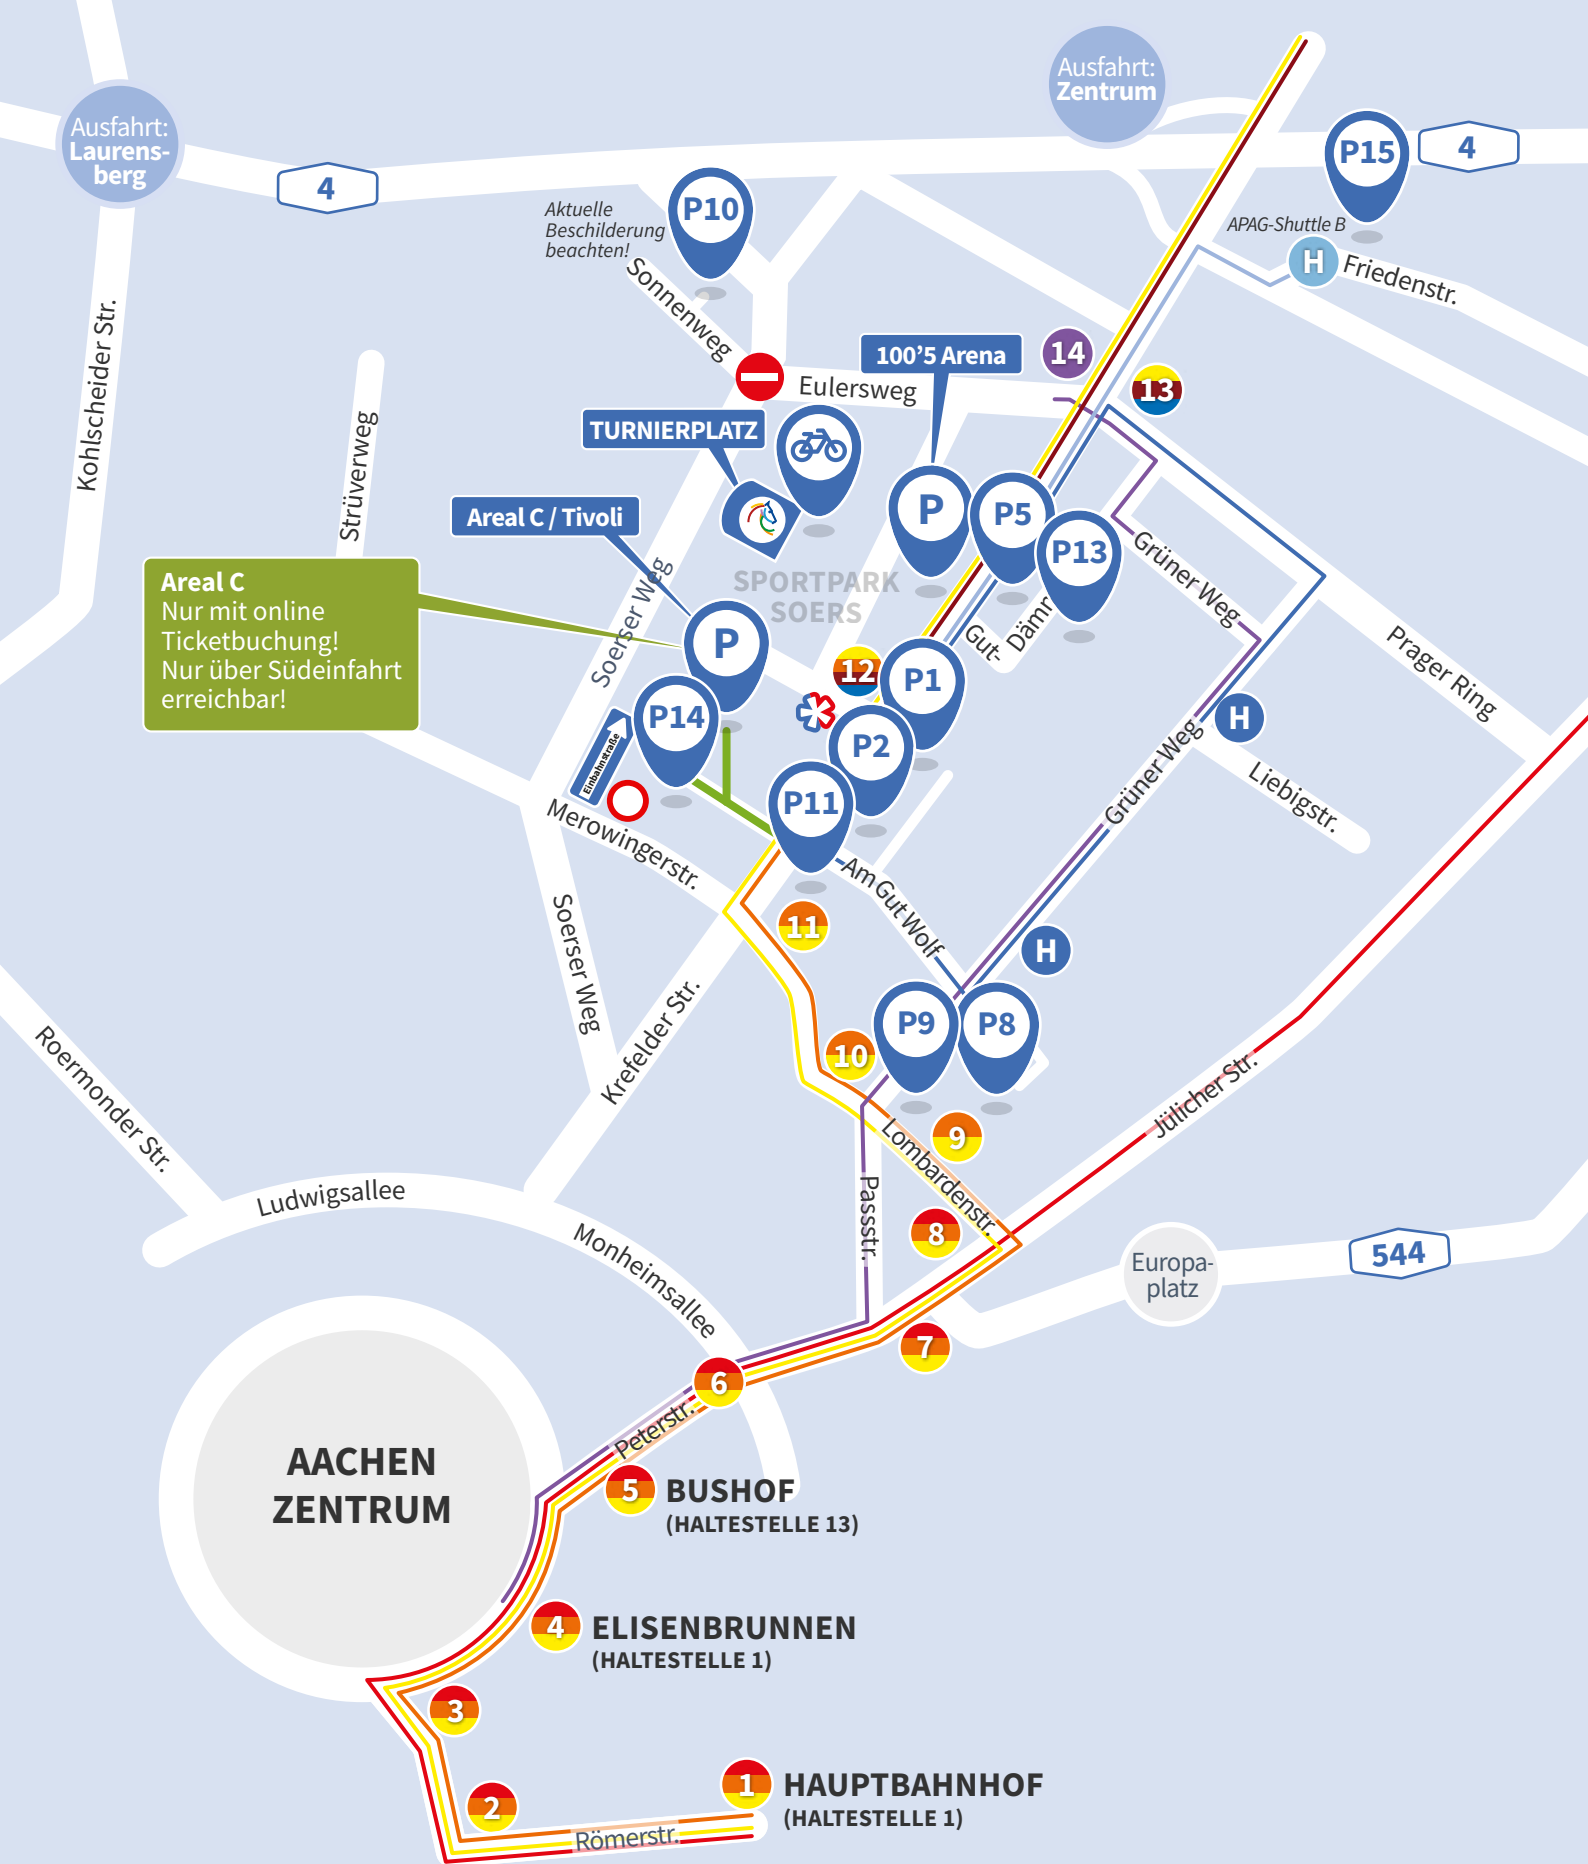 Ausfahrt:
Zentrum
Ausfahrt:
Laurens-
berg
4
4
P15
P10
Aktuelle
Beschilderung
beachten!
APAG-Shuttle B
H
Friedenstr.
Sonnenweg
Kohlscheider Str.
100’5 Arena
14
13
Eulersweg
TURNIERPLATZ
Strüverweg
Areal C / Tivoli
P
P5
P13
Grüner Weg
SPORTPARK
SOERS
Areal C
Nur mit online
Ticketbuchung!
Nur über Südeinfahrt
erreichbar!
Soerser Weg
Gut-
P
12
P1
P14
P2
Prager Ring
H
Einbahnstraße
P11
Grüner Weg
Liebigstr.
Merowingerstr.
Am Gut Wolf
11
Soerser Weg
H
Krefelder Str.
P9
P8
10
Roermonder Str.
Jülicher Str.
9
Lombardenstr.
Ludwigsallee
Passstr.
8
Monheimsallee
Europa-
platz
544
7
6
Peterstr.
AACHEN
ZENTRUM
5
BUSHOF
(HALTESTELLE 13)
4
ELISENBRUNNEN
(HALTESTELLE 1)
3
1
HAUPTBAHNHOF
(HALTESTELLE 1)
2
Römerstr.